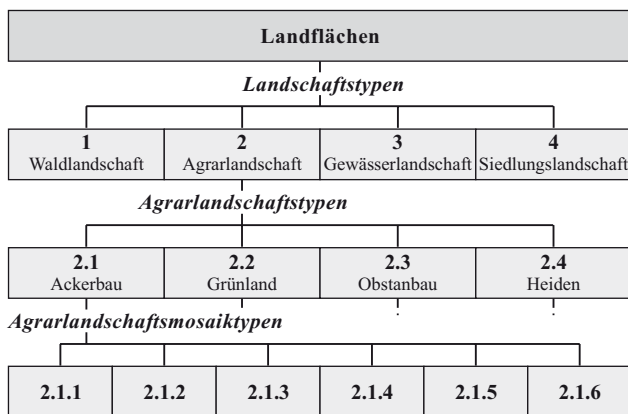 Landflächen
Landschaftstypen
1 2 3 4
Waldlandschaft Agrarlandschaft Gewässerlandschaft Siedlungslandschaft
Agrarlandschaftstypen
2.1 2.2 2.3 2.4
Ackerbau Grünland Obstanbau Heiden
Agrarlandschaftsmosaiktypen
2.1.1 2.1.2 2.1.3 2.1.4 2.1.5 2.1.6